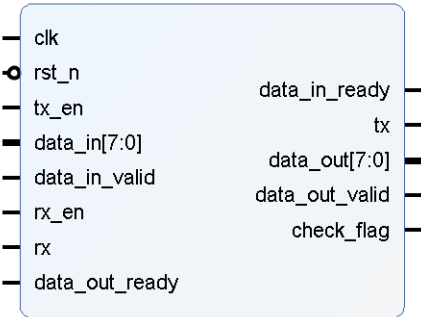 clk
rst_n
tx_en
data_in[7:0]
data_in_valid
rx_en
rx
data_out_ready
data_in_ready
tx
data_out[7:0]
data_out_valid
check_flag